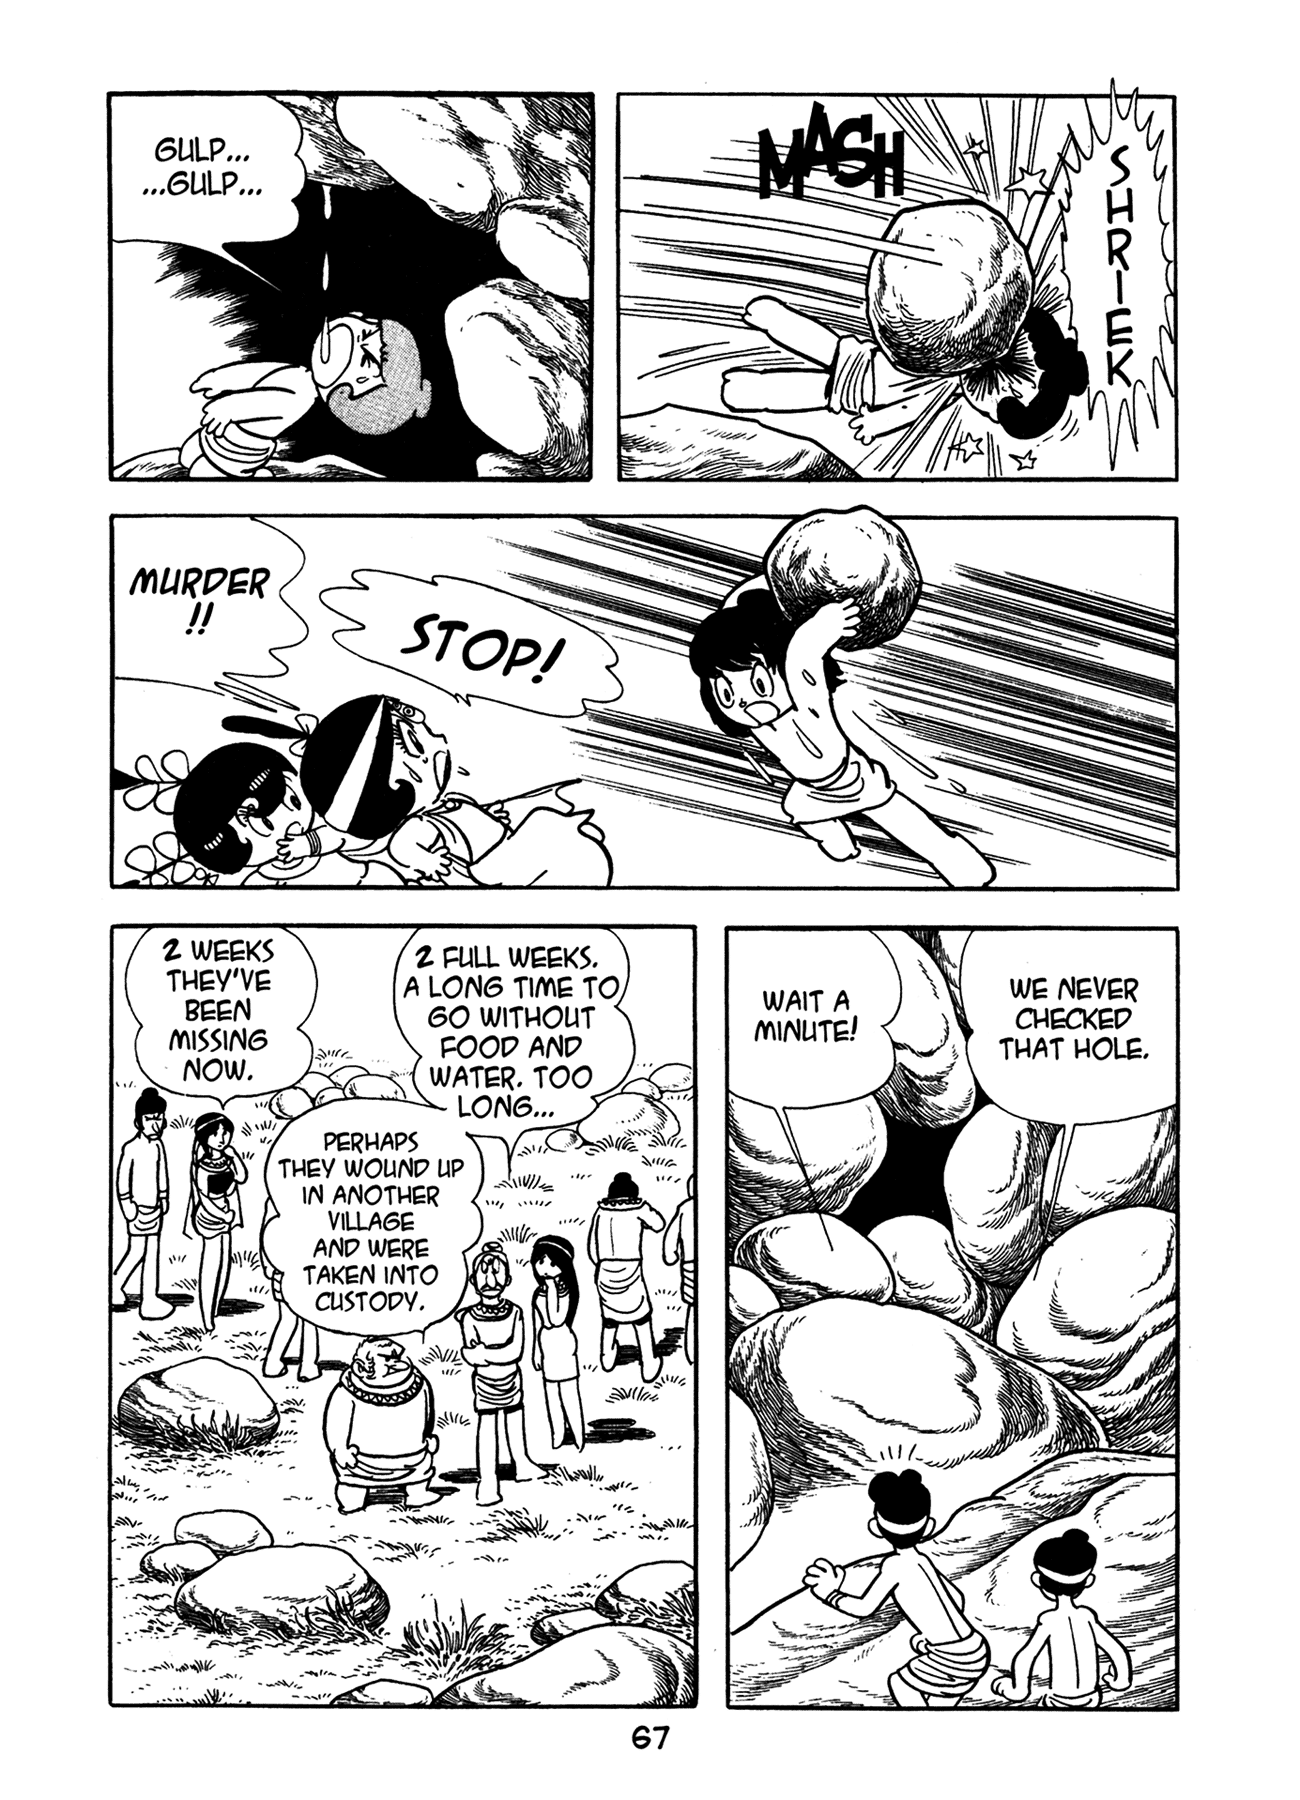 GULP...
...GULP...
MASH
SHRIEK
MURDER
!!
STOP!
2 WEEKS
THEY'VE
BEEN
MISSING
NOW.
2 FULL WEEKS.
A LONG TIME TO
GO WITHOUT
FOOD AND
WATER. TOO
LONG...
PERHAPS
THEY WOUND UP
IN ANOTHER
VILLAGE
AND WERE
TAKEN INTO
CUSTODY.
WAIT A
MINUTE!
WE NEVER
CHECKED
THAT HOLE.
67